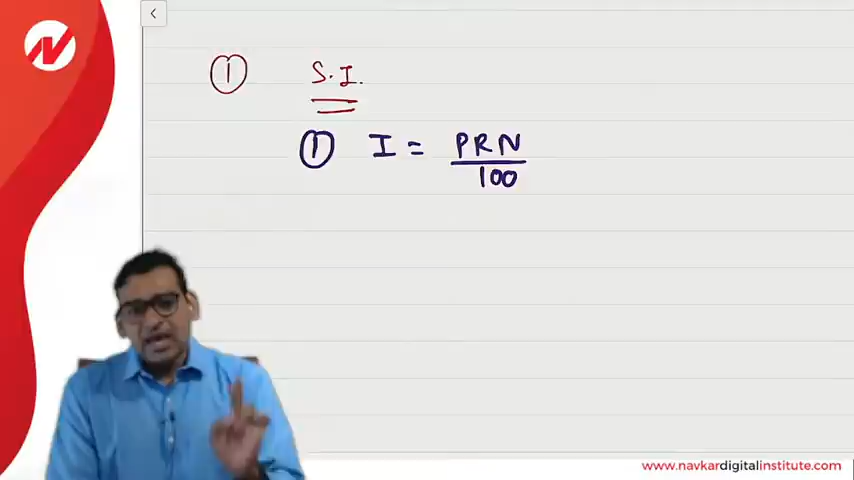 ① S.I.
① I = PRN
100
www.navkardigitalinstitute.com